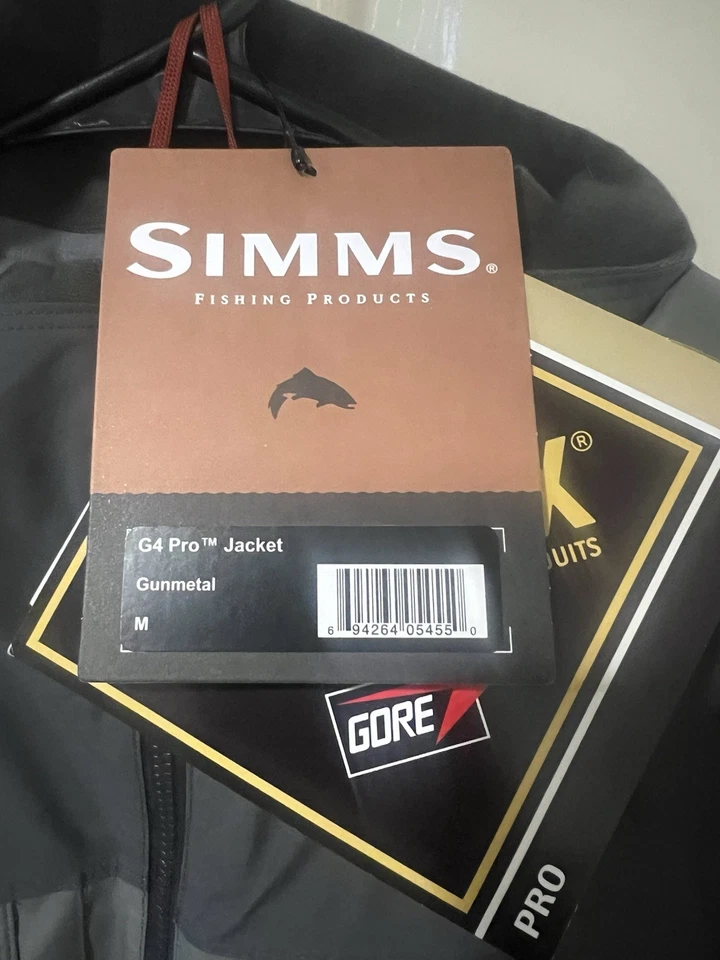 SIMMS®
FISHING PRODUCTS
G4 Pro™ Jacket
Gunmetal
M
6 94264 05455 0
X®
UITS
GORE
PRO